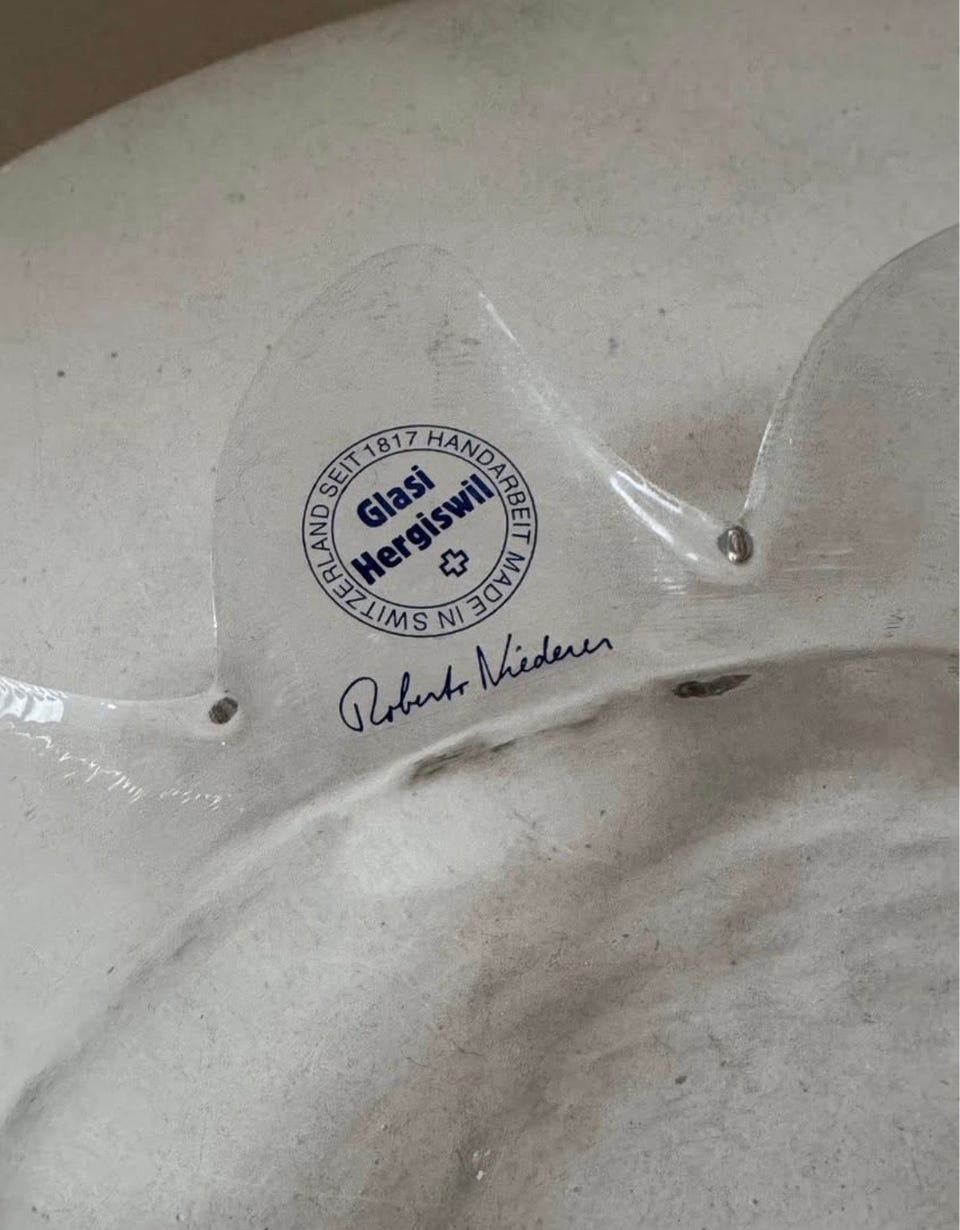 SEIT 1817 HANDARBEIT MADE IN SWITZERLAND
Glasi
Hergiswil
Roberto Niederer